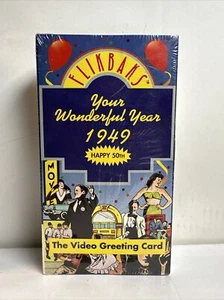 FLIKBAKS®
Your
Wonderful Year
1949
HAPPY 50TH
MOVIE
The Video Greeting Card